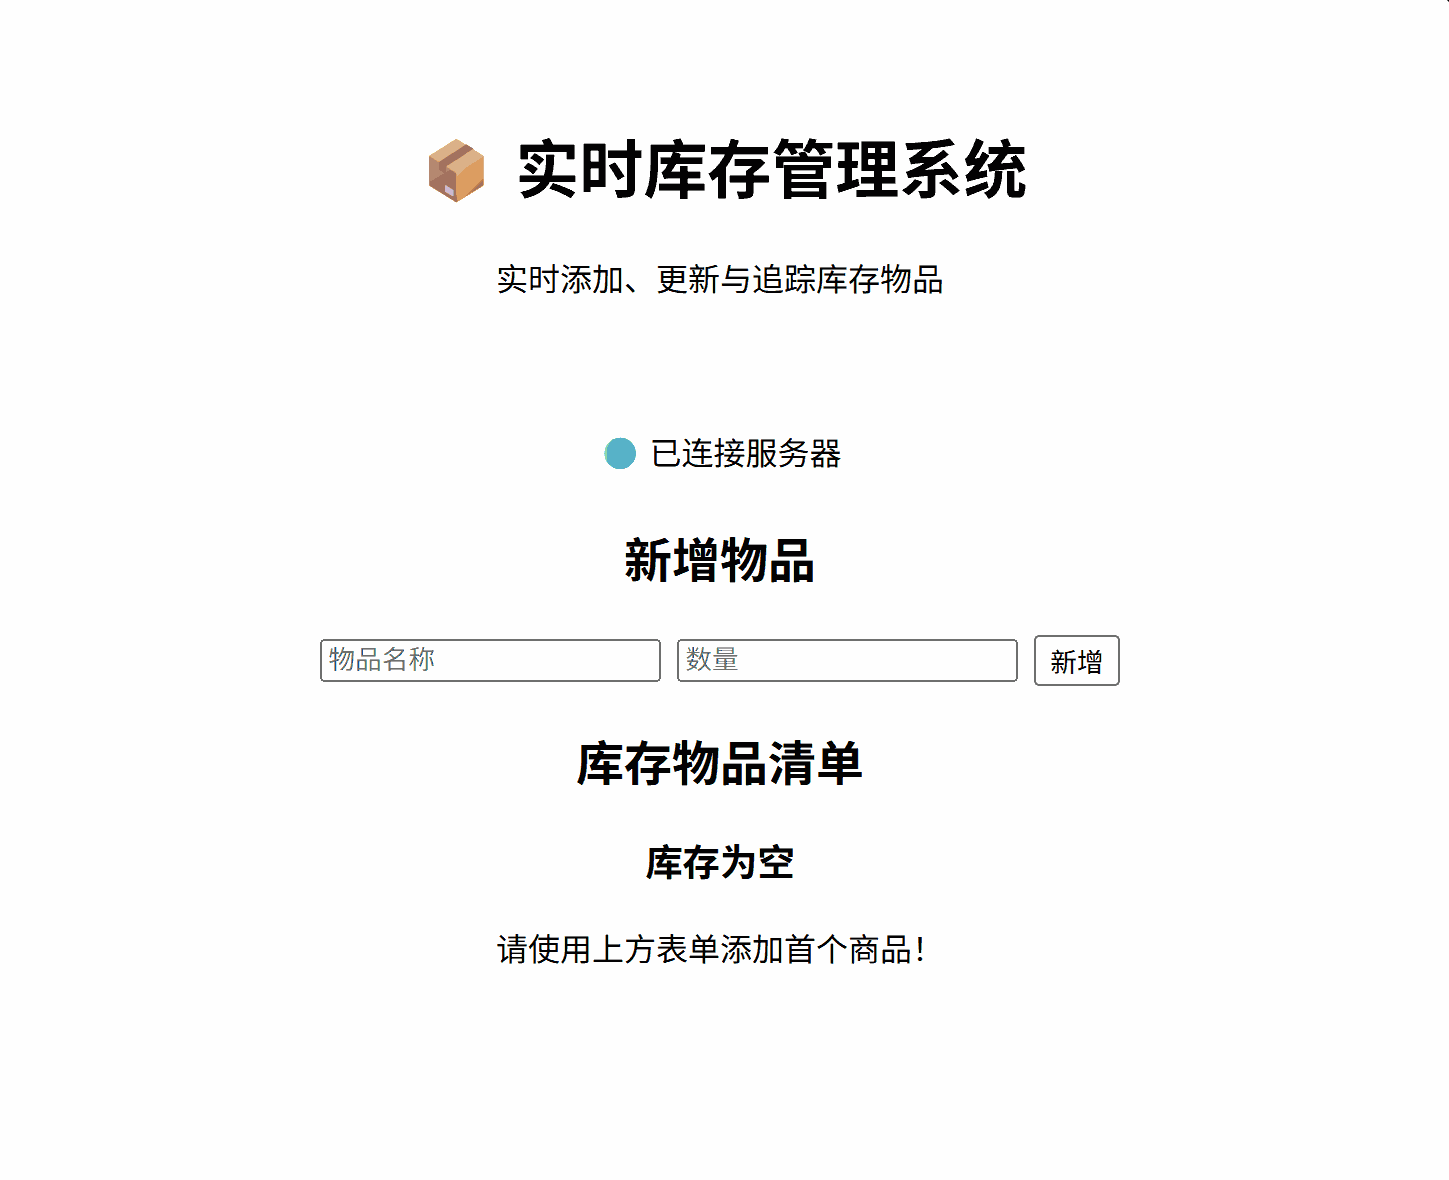 📦 实时库存管理系统
实时添加、更新与追踪库存物品
已连接服务器
新增物品
物品名称 数量 新增
库存物品清单
库存为空
请使用上方表单添加首个商品！